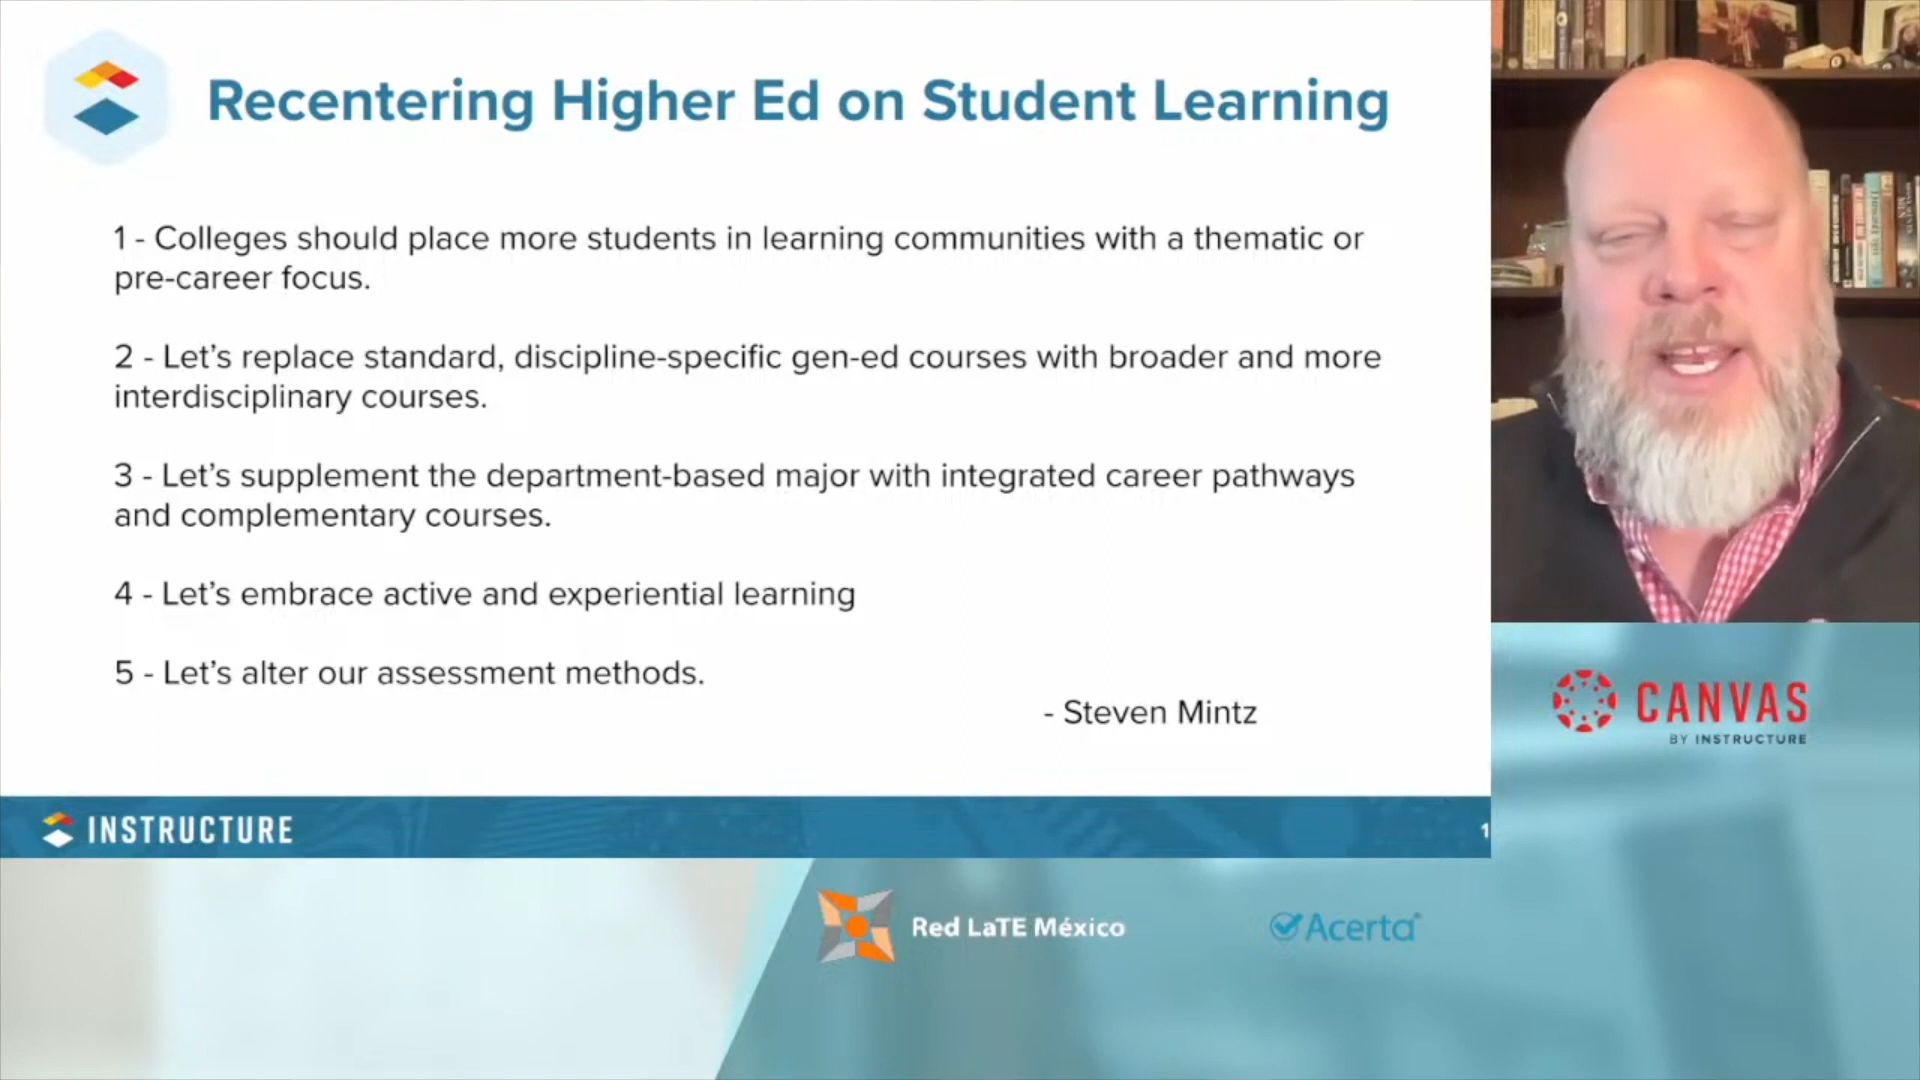 Recentering Higher Ed on Student Learning
1 - Colleges should place more students in learning communities with a thematic or
pre-career focus.
2 - Let’s replace standard, discipline-specific gen-ed courses with broader and more
interdisciplinary courses.
3 - Let’s supplement the department-based major with integrated career pathways
and complementary courses.
4 - Let’s embrace active and experiential learning
5 - Let’s alter our assessment methods.
- Steven Mintz
INSTRUCTURE
1
CANVAS
BY INSTRUCTURE
Red LaTE México
Acerta®